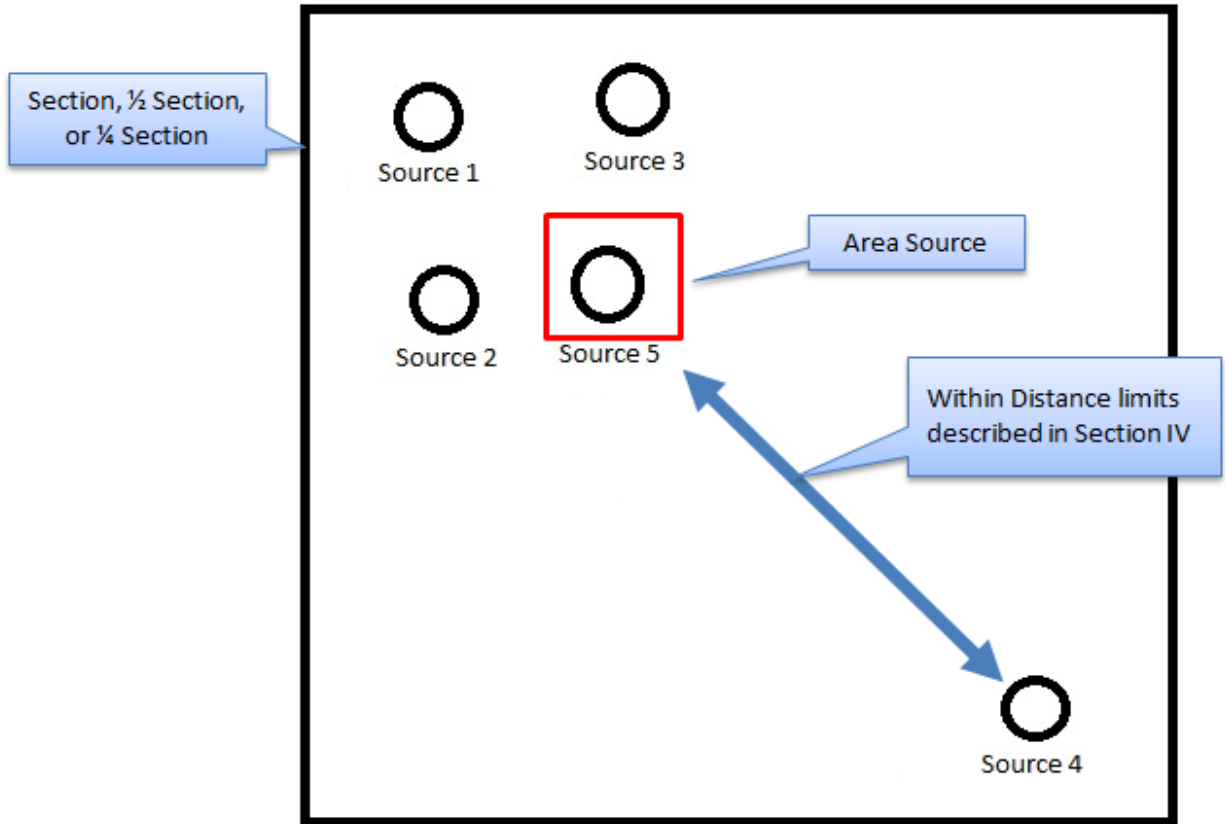 Section, ½ Section,
or ¼ Section
Source 1
Source 3
Area Source
Source 2
Source 5
Within Distance limits
described in Section IV
Source 4